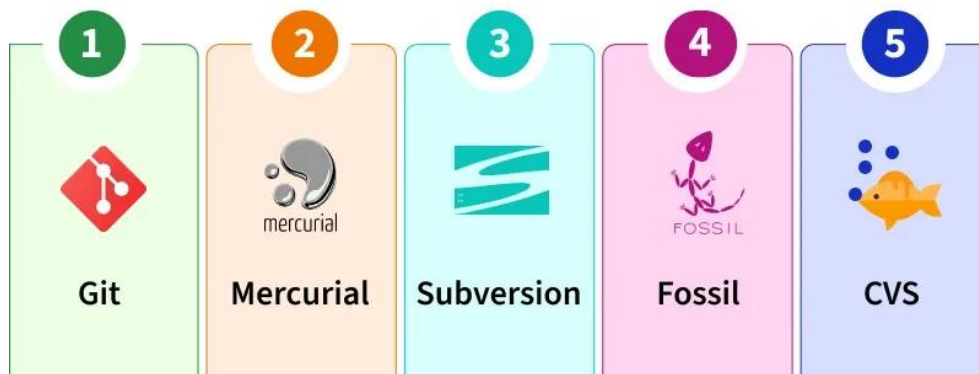 1
2
3
4
5
mercurial
FOSSIL
Git
Mercurial
Subversion
Fossil
CVS